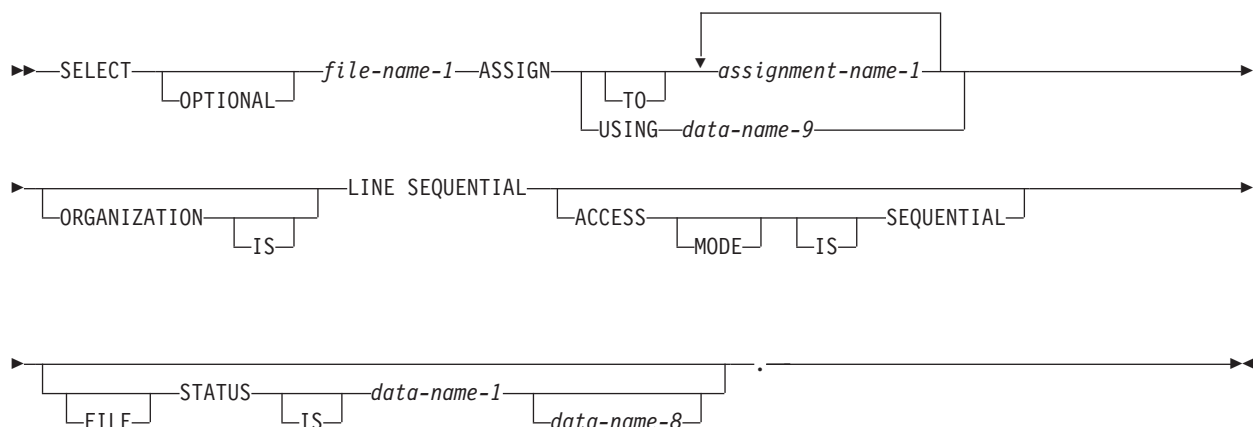 SELECT OPTIONAL file-name-1 ASSIGN TO assignment-name-1
USING data-name-9
ORGANIZATION IS LINE SEQUENTIAL ACCESS MODE IS SEQUENTIAL
FILE STATUS IS data-name-1 data-name-8 .